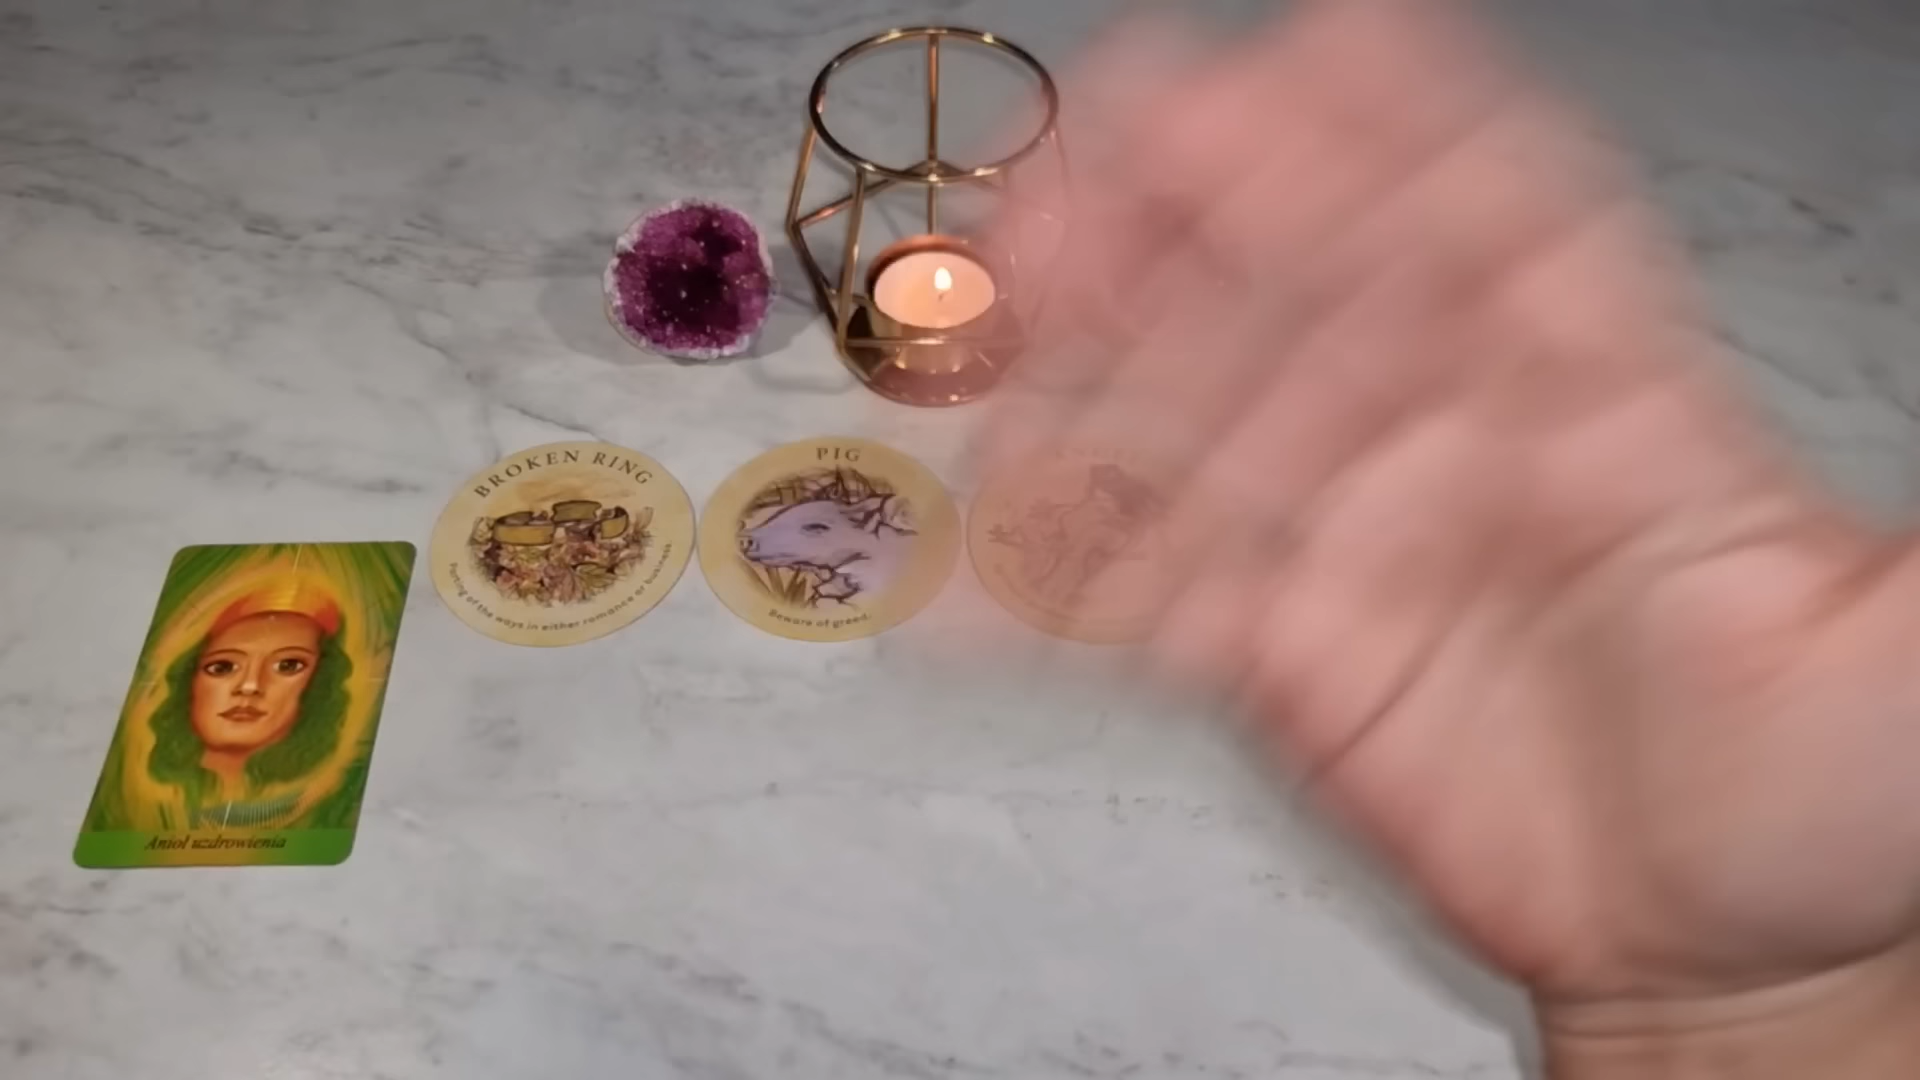 BROKEN RING
Parting of the ways in either romance or business.
PIG
Beware of greed.
Anioł uzdrowienia